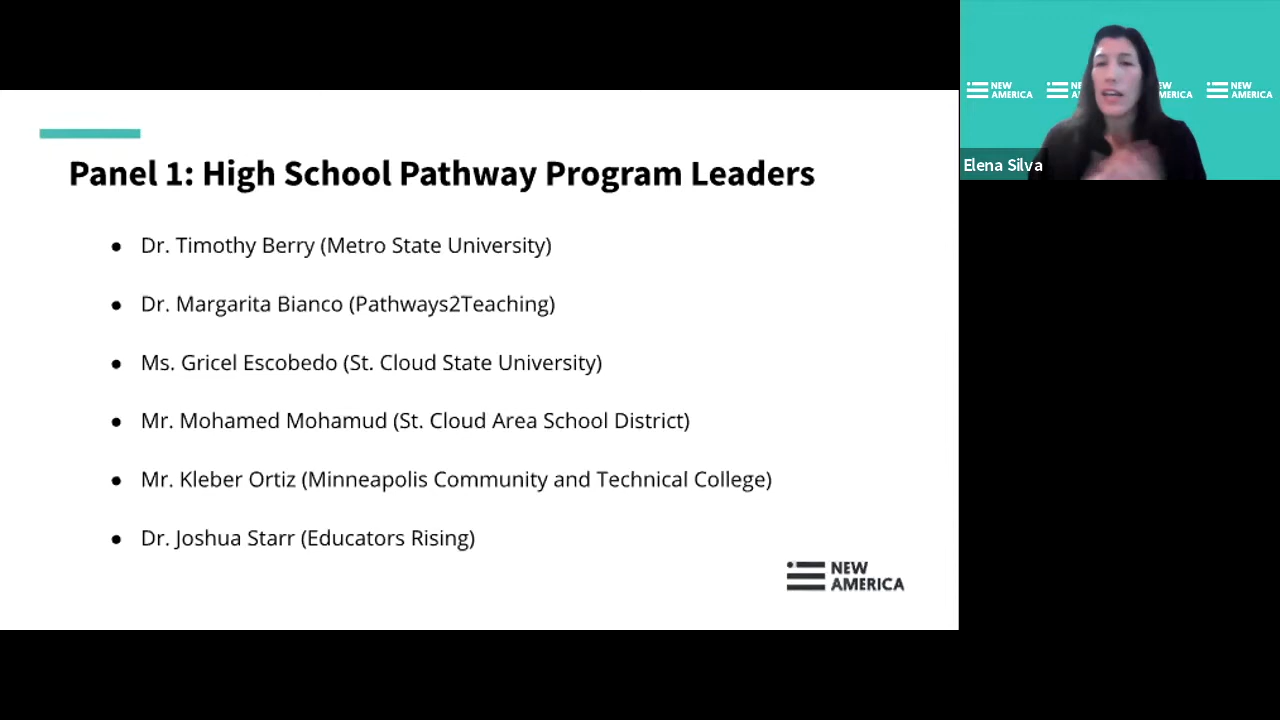 Panel 1: High School Pathway Program Leaders
● Dr. Timothy Berry (Metro State University)
● Dr. Margarita Bianco (Pathways2Teaching)
● Ms. Gricel Escobedo (St. Cloud State University)
● Mr. Mohamed Mohamud (St. Cloud Area School District)
● Mr. Kleber Ortiz (Minneapolis Community and Technical College)
● Dr. Joshua Starr (Educators Rising)
NEW
AMERICA
NEW
AMERICA
NEW
AMERICA
Elena Silva